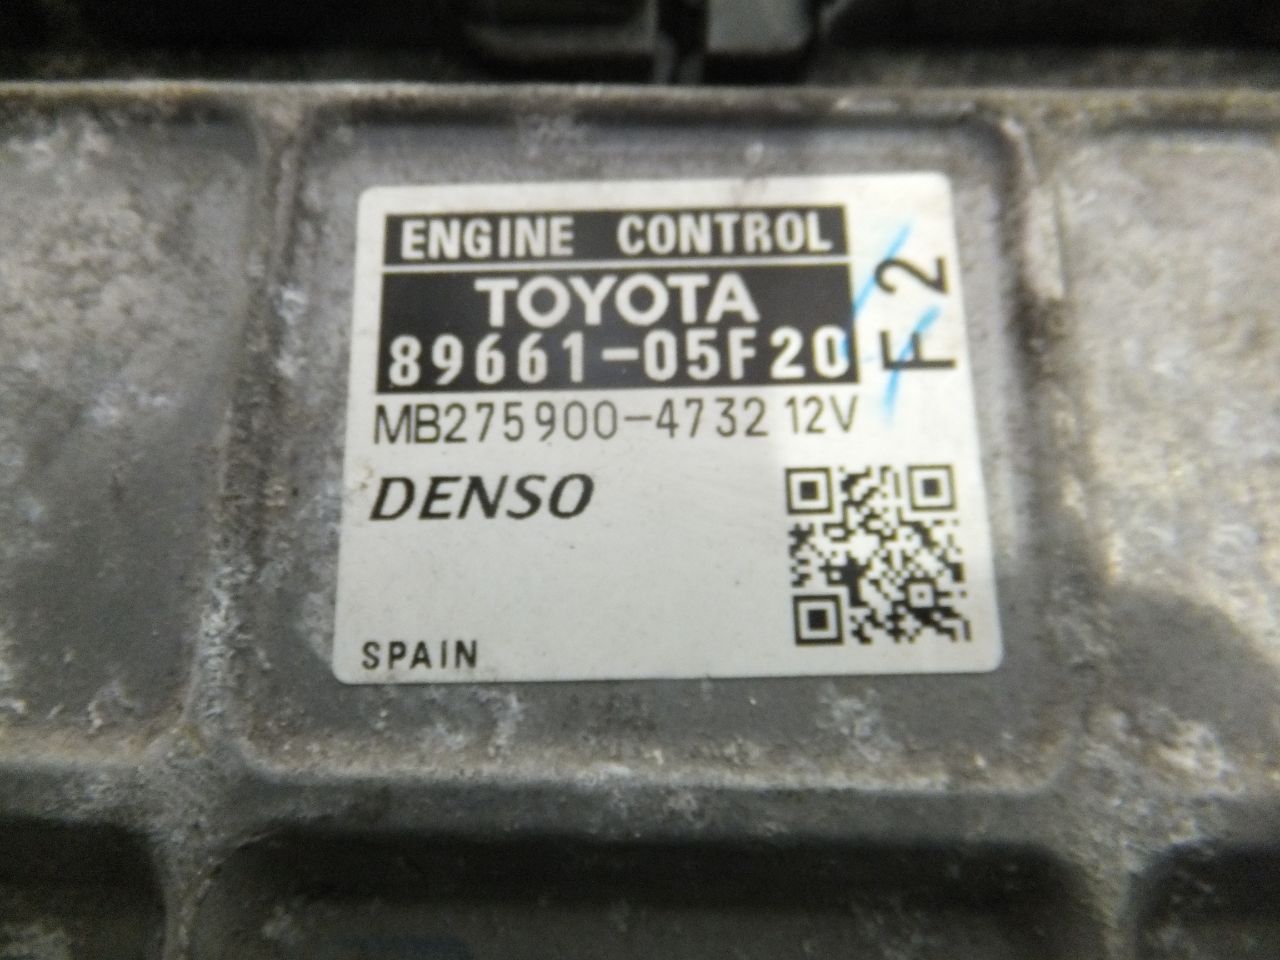 ENGINE CONTROL
TOYOTA
89661-05F20
MB275900-4732 12V
F2
DENSO
SPAIN